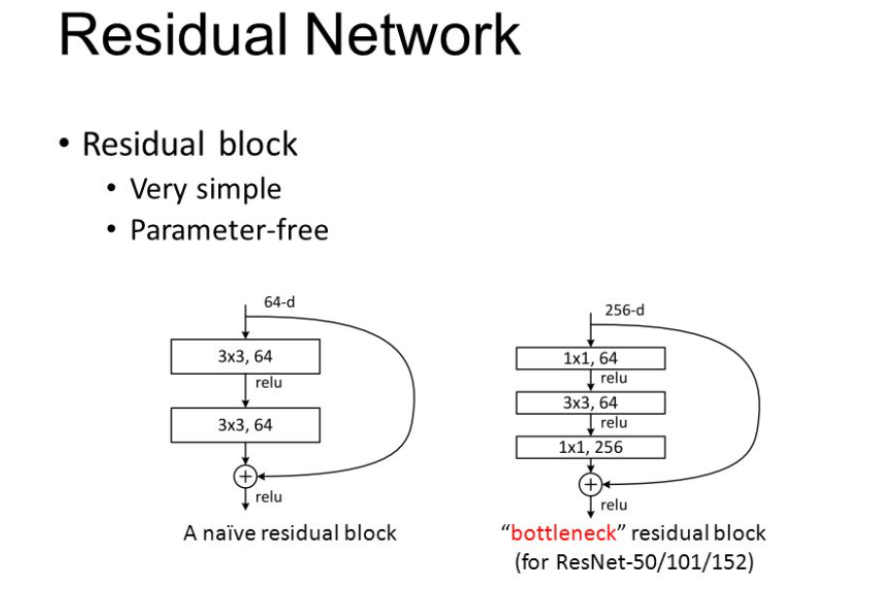 Residual Network
• Residual block
• Very simple
• Parameter-free
64-d
3x3, 64
relu
3x3, 64
+
relu
A naïve residual block
256-d
1x1, 64
relu
3x3, 64
relu
1x1, 256
+
relu
“bottleneck” residual block
(for ResNet-50/101/152)